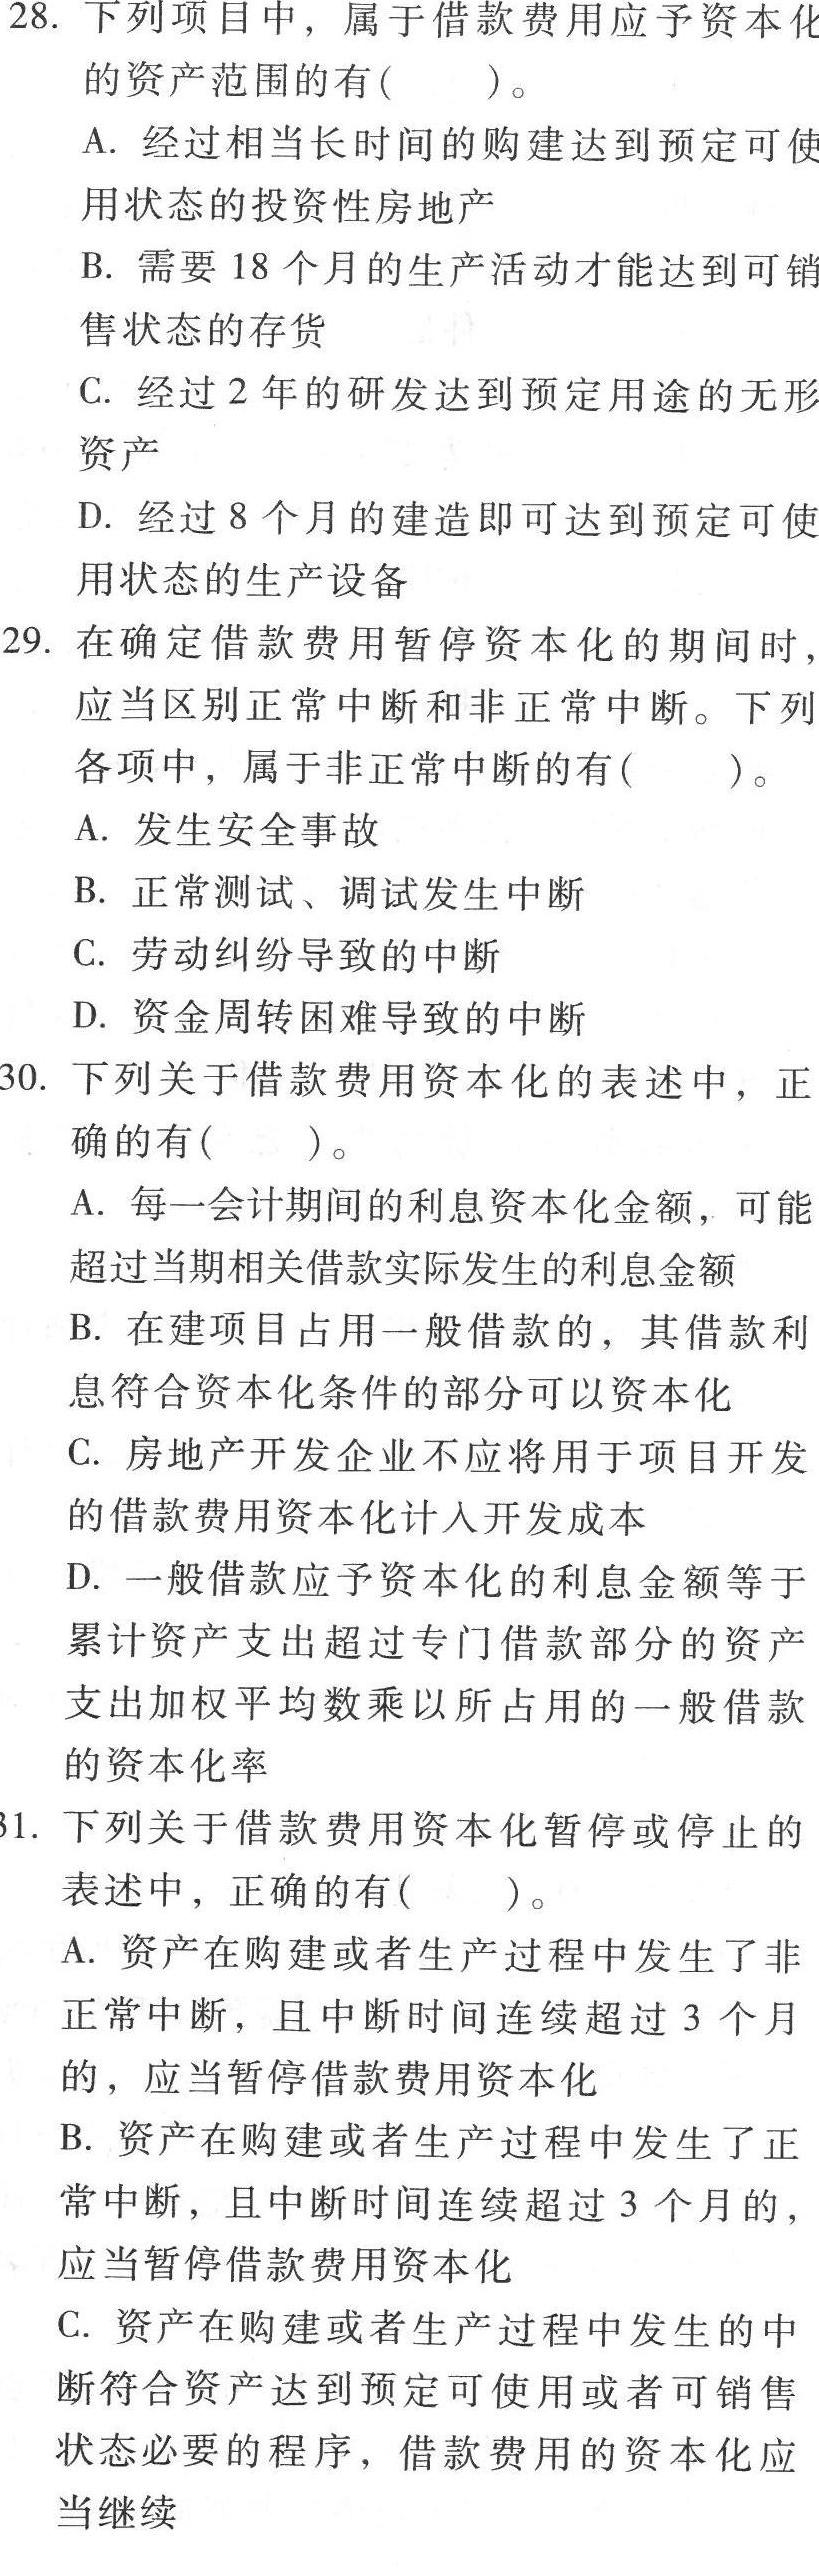 28. 下列项目中，属于借款费用应予资本化
的资产范围的有(　　)。
A. 经过相当长时间的购建达到预定可使
用状态的投资性房地产
B. 需要 18 个月的生产活动才能达到可销
售状态的存货
C. 经过 2 年的研发达到预定用途的无形
资产
D. 经过 8 个月的建造即可达到预定可使
用状态的生产设备
29. 在确定借款费用暂停资本化的期间时，
应当区别正常中断和非正常中断。下列
各项中，属于非正常中断的有(　　)。
A. 发生安全事故
B. 正常测试、调试发生中断
C. 劳动纠纷导致的中断
D. 资金周转困难导致的中断
30. 下列关于借款费用资本化的表述中，正
确的有(　　)。
A. 每一会计期间的利息资本化金额，可能
超过当期相关借款实际发生的利息金额
B. 在建项目占用一般借款的，其借款利
息符合资本化条件的部分可以资本化
C. 房地产开发企业不应将用于项目开发
的借款费用资本化计入开发成本
D. 一般借款应予资本化的利息金额等于
累计资产支出超过专门借款部分的资产
支出加权平均数乘以所占用的一般借款
的资本化率
31. 下列关于借款费用资本化暂停或停止的
表述中，正确的有(　　)。
A. 资产在购建或者生产过程中发生了非
正常中断，且中断时间连续超过 3 个月
的，应当暂停借款费用资本化
B. 资产在购建或者生产过程中发生了正
常中断，且中断时间连续超过 3 个月的，
应当暂停借款费用资本化
C. 资产在购建或者生产过程中发生的中
断符合资产达到预定可使用或者可销售
状态必要的程序，借款费用的资本化应
当继续